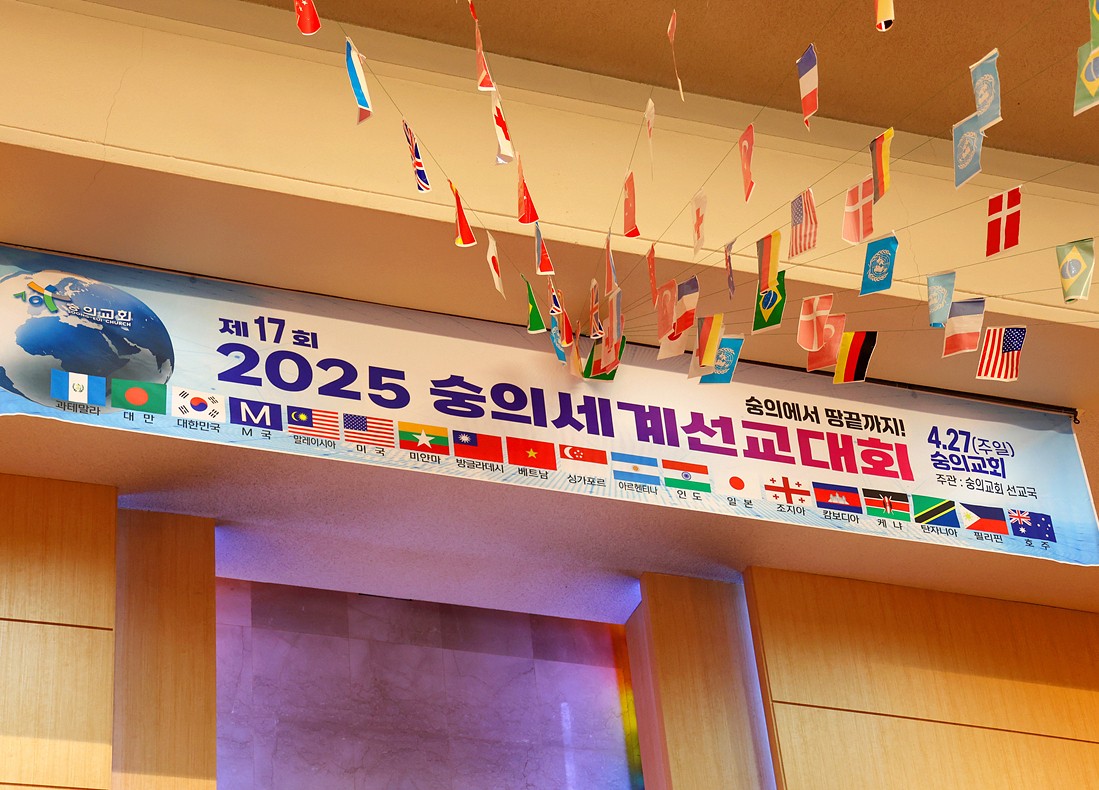 숭의교회
SOONG-EUI CHURCH
제 17 회
2025 숭의세계선교대회
숭의에서 땅끝까지!
4.27(주일)
숭의교회
주관 : 숭의교회 선교국
과테말라
대 만
대한민국
M
M 국
말레이시아
미 국
미얀마
방글라데시
베트남
싱가포르
아르헨티나
인 도
일 본
조지아
캄보디아
케 냐
탄자니아
필리핀
호 주